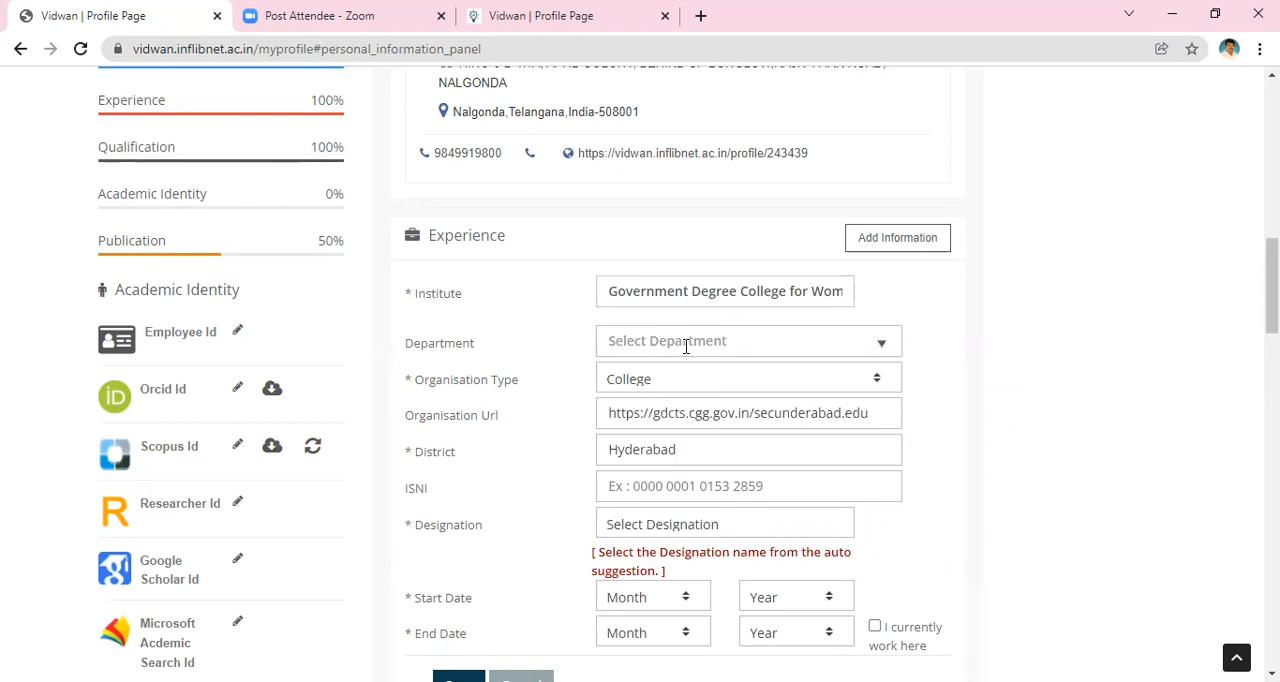 Vidwan | Profile Page
Post Attendee - Zoom
Vidwan | Profile Page
vidwan.inflibnet.ac.in/myprofile#personal_information_panel
Experience 100%
Qualification 100%
Academic Identity 0%
Publication 50%
Academic Identity
Employee Id
Orcid Id
Scopus Id
Researcher Id
Google
Scholar Id
Microsoft
Acdemic
Search Id
NALGONDA
Nalgonda,Telangana,India-508001
9849919800 https://vidwan.inflibnet.ac.in/profile/243439
Experience
Add Information
* Institute Government Degree College for Wom
Department Select Department
* Organisation Type College
Organisation Url https://gdcts.cgg.gov.in/secunderabad.edu
* District Hyderabad
ISNI Ex : 0000 0001 0153 2859
* Designation Select Designation
[ Select the Designation name from the auto
suggestion. ]
* Start Date Month Year
* End Date Month Year
I currently
work here